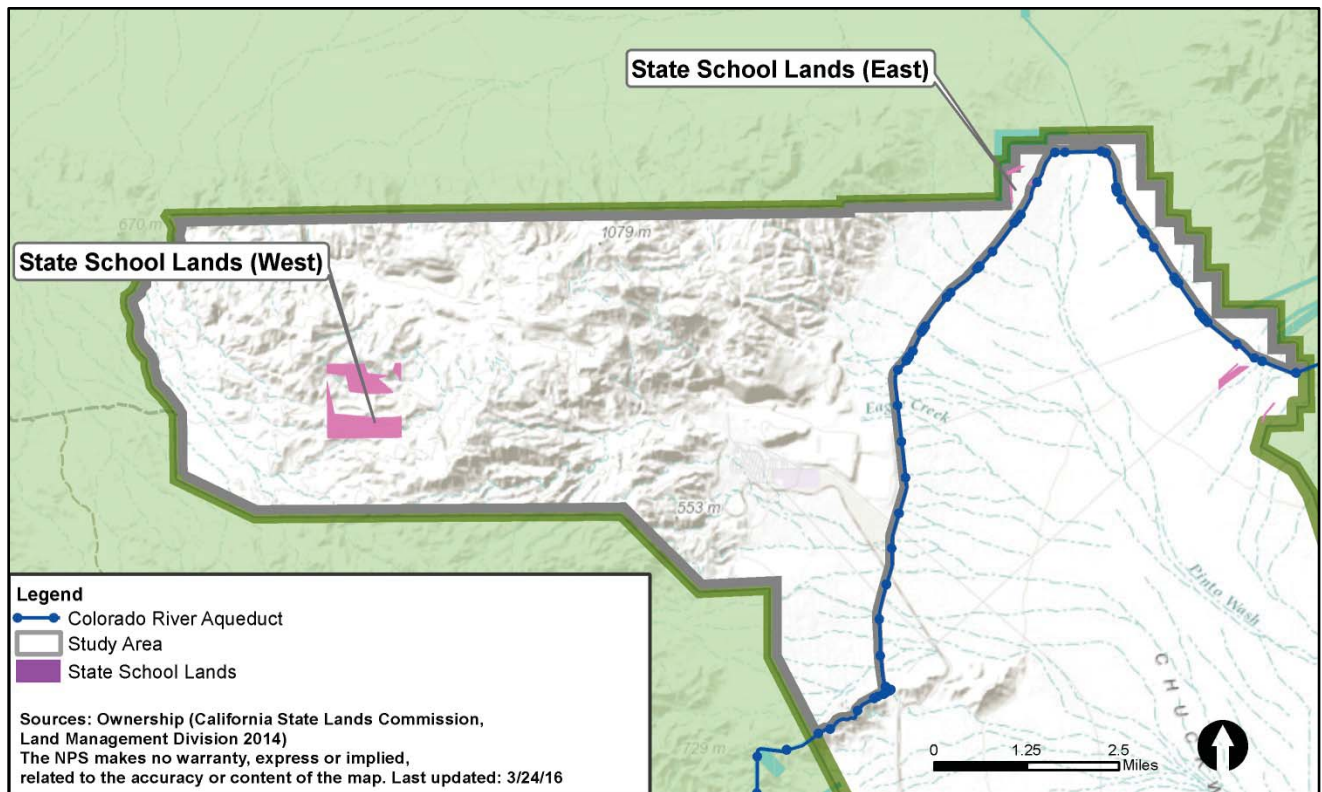 State School Lands (East)
670 m
1079 m
State School Lands (West)
Eagle Creek
553 m
Pinto Wash
CHUCK
729 m
Legend
Colorado River Aqueduct
Study Area
State School Lands
Sources: Ownership (California State Lands Commission,
Land Management Division 2014)
The NPS makes no warranty, express or implied,
related to the accuracy or content of the map. Last updated: 3/24/16
0 1.25 2.5
Miles